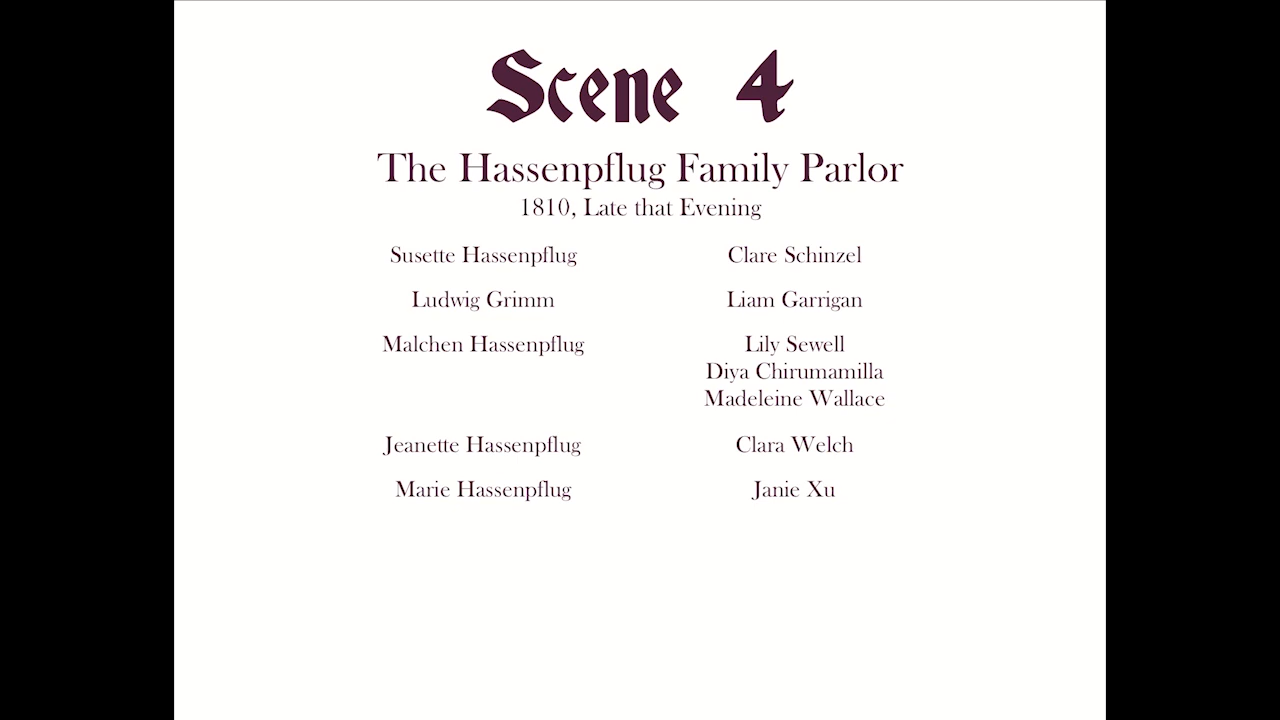 Scene 4
The Hassenpflug Family Parlor
1810, Late that Evening
Susette Hassenpflug Clare Schinzel
Ludwig Grimm Liam Garrigan
Malchen Hassenpflug Lily Sewell
Diya Chirumamilla
Madeleine Wallace
Jeanette Hassenpflug Clara Welch
Marie Hassenpflug Janie Xu